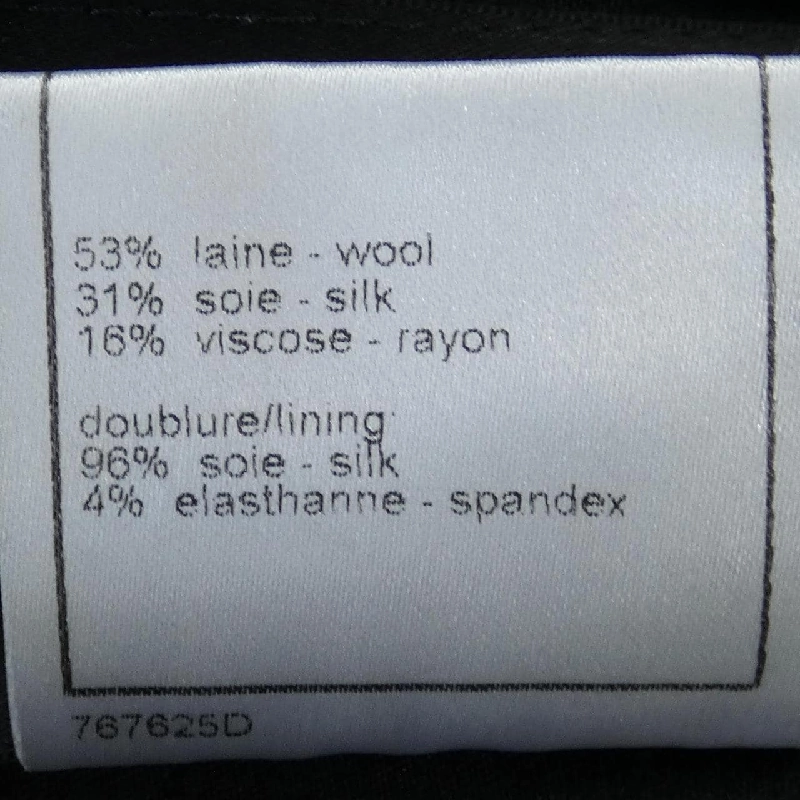 53% laine - wool
31% soie - silk
16% viscose - rayon
doublure/lining:
96% soie - silk
4% elasthanne - spandex
767625D